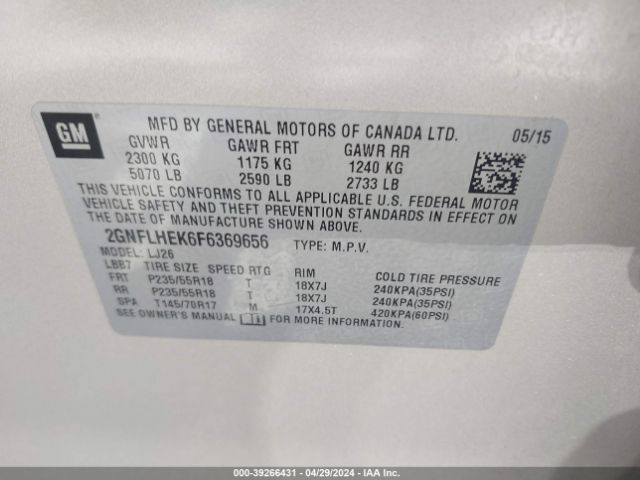 GM ®
MFD BY GENERAL MOTORS OF CANADA LTD. 05/15
GVWR GAWR FRT GAWR RR
2300 KG 1175 KG 1240 KG
5070 LB 2590 LB 2733 LB
THIS VEHICLE CONFORMS TO ALL APPLICABLE U.S. FEDERAL MOTOR
VEHICLE SAFETY AND THEFT PREVENTION STANDARDS IN EFFECT ON
THE DATE OF MANUFACTURE SHOWN ABOVE.
2GNFLHEK6F6369656 TYPE: M.P.V.
MODEL: LJ26
LBB7 TIRE SIZE SPEED RTG RIM COLD TIRE PRESSURE
FRT P235/55R18 T 18X7J 240KPA(35PSI)
RR P235/55R18 T 18X7J 240KPA(35PSI)
SPA T145/70R17 M 17X4.5T 420KPA(60PSI)
SEE OWNER'S MANUAL FOR MORE INFORMATION.
000-39266431 - 04/29/2024 - IAAI.COM